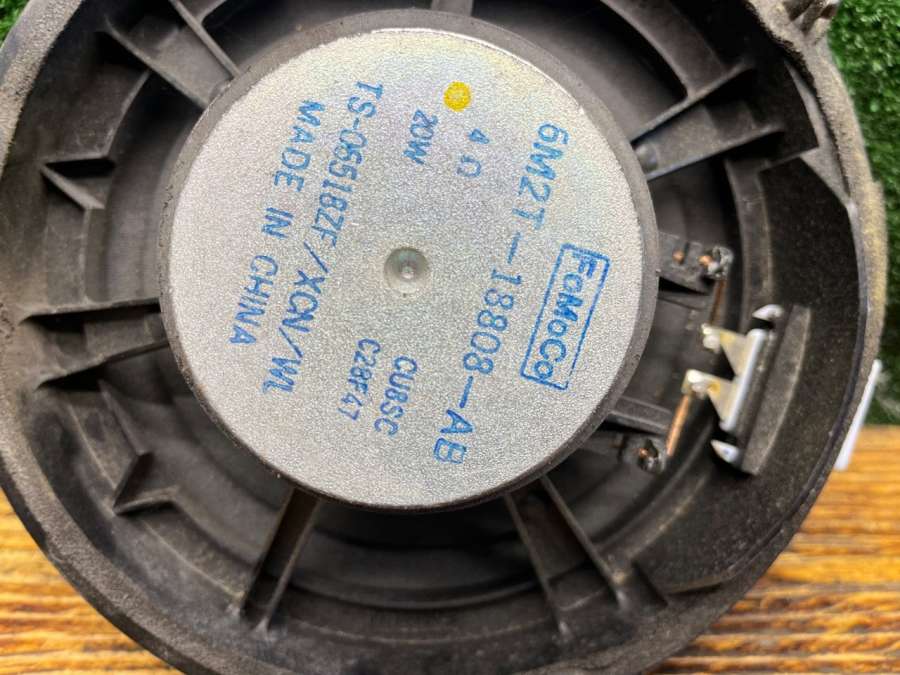 FoMoCo
6M2T-18808-AB
4 Ω
20W
CU8SC
C28F47
TS-G5518ZF/XCN/WL
MADE IN CHINA